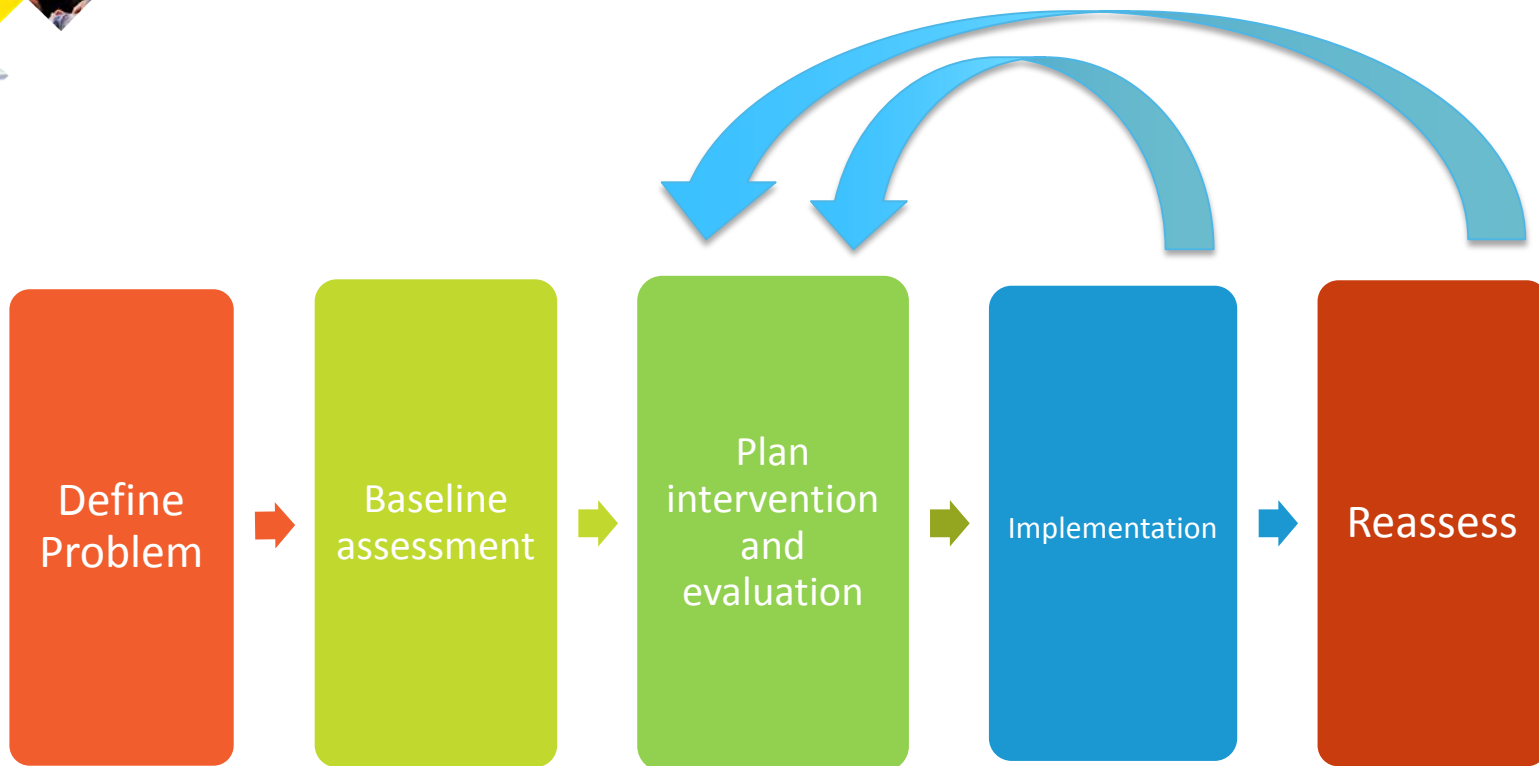 Define
Problem
Baseline
assessment
Plan
intervention
and
evaluation
Implementation
Reassess